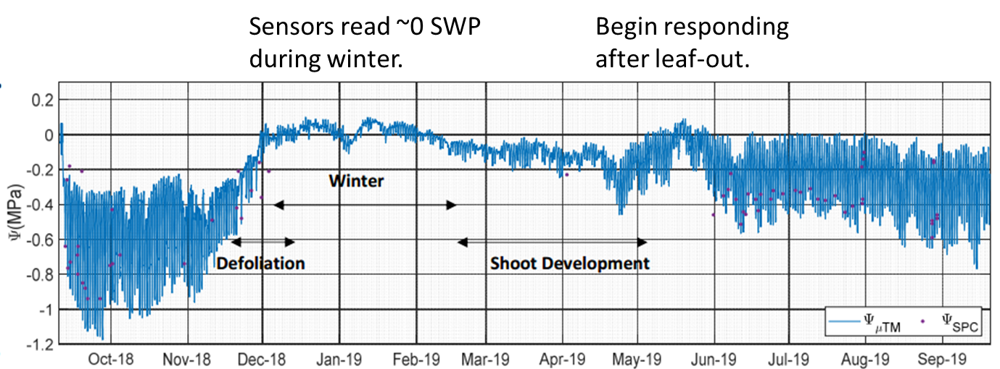 Sensors read ~0 SWP
during winter.
Begin responding
after leaf-out.
0.2
0
-0.2
-0.4
-0.6
-0.8
-1
-1.2
Ψ(MPa)
Winter
Defoliation
Shoot Development
Ψ μTM
Ψ SPC
Oct-18 Nov-18 Dec-18 Jan-19 Feb-19 Mar-19 Apr-19 May-19 Jun-19 Jul-19 Aug-19 Sep-19